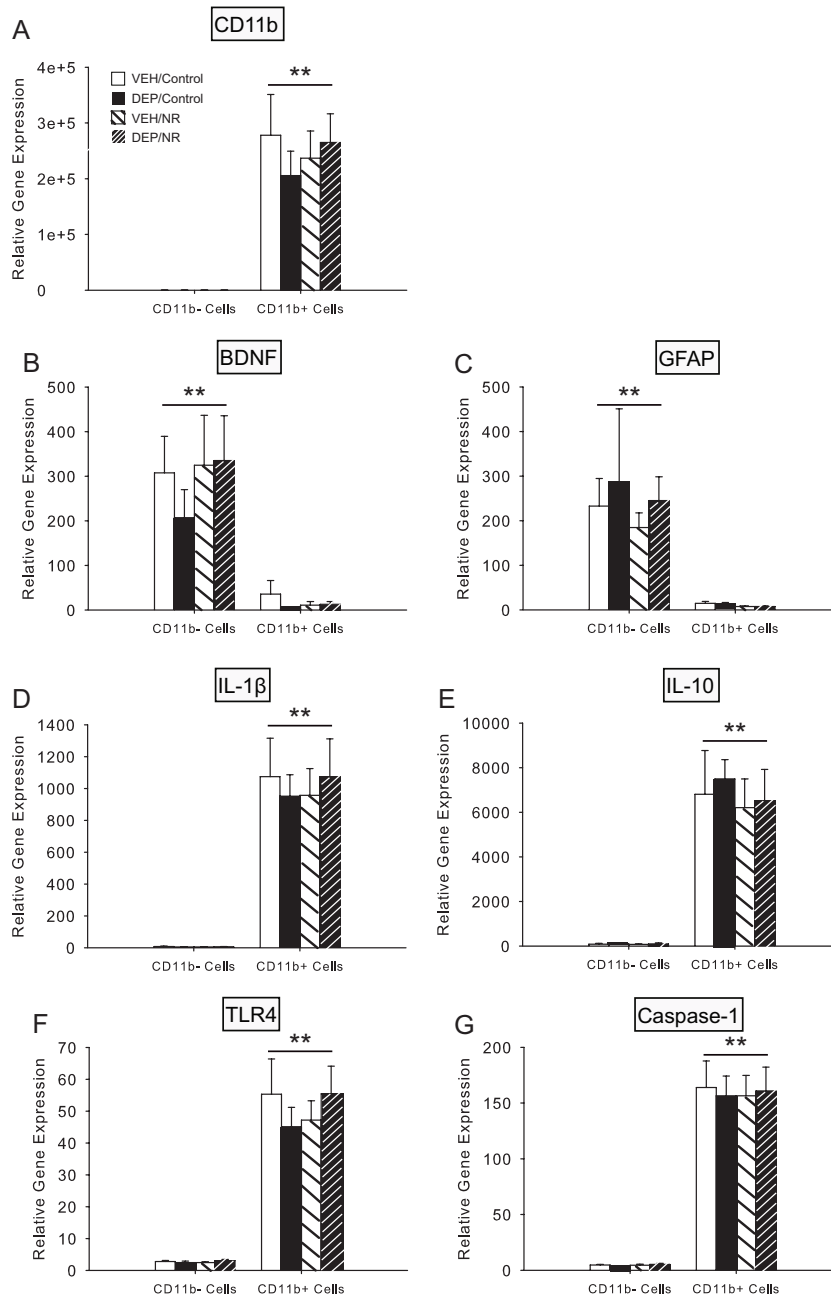 A
CD11b
**
4e+5
3e+5
2e+5
1e+5
0
Relative Gene Expression
VEH/Control
DEP/Control
VEH/NR
DEP/NR
CD11b- Cells
CD11b+ Cells
B
BDNF
**
500
400
300
200
100
0
Relative Gene Expression
CD11b- Cells
CD11b+ Cells
C
GFAP
**
500
400
300
200
100
0
Relative Gene Expression
CD11b- Cells
CD11b+ Cells
D
IL-1β
**
1400
1200
1000
800
600
400
200
0
Relative Gene Expression
CD11b- Cells
CD11b+ Cells
E
IL-10
**
10000
8000
6000
4000
2000
0
Relative Gene Expression
CD11b- Cells
CD11b+ Cells
F
TLR4
**
70
60
50
40
30
20
10
0
Relative Gene Expression
CD11b- Cells
CD11b+ Cells
G
Caspase-1
**
200
150
100
50
0
Relative Gene Expression
CD11b- Cells
CD11b+ Cells